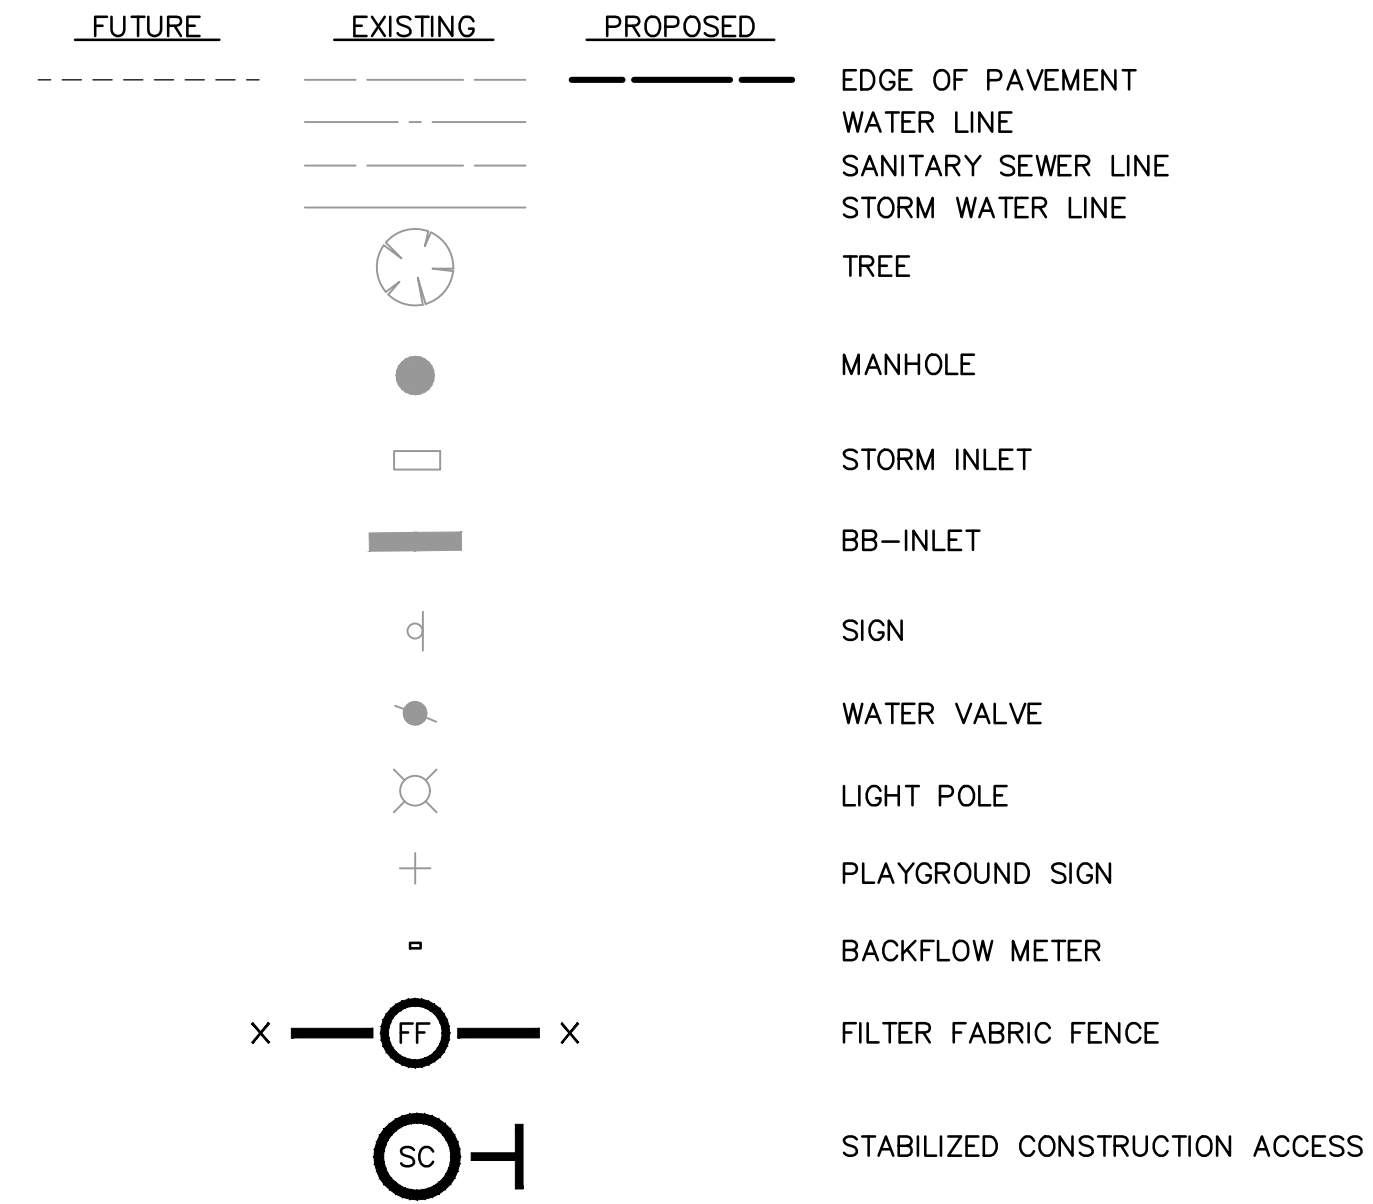 FUTURE EXISTING PROPOSED
EDGE OF PAVEMENT
WATER LINE
SANITARY SEWER LINE
STORM WATER LINE
TREE
MANHOLE
STORM INLET
BB-INLET
SIGN
WATER VALVE
LIGHT POLE
PLAYGROUND SIGN
BACKFLOW METER
X FF X FILTER FABRIC FENCE
SC STABILIZED CONSTRUCTION ACCESS